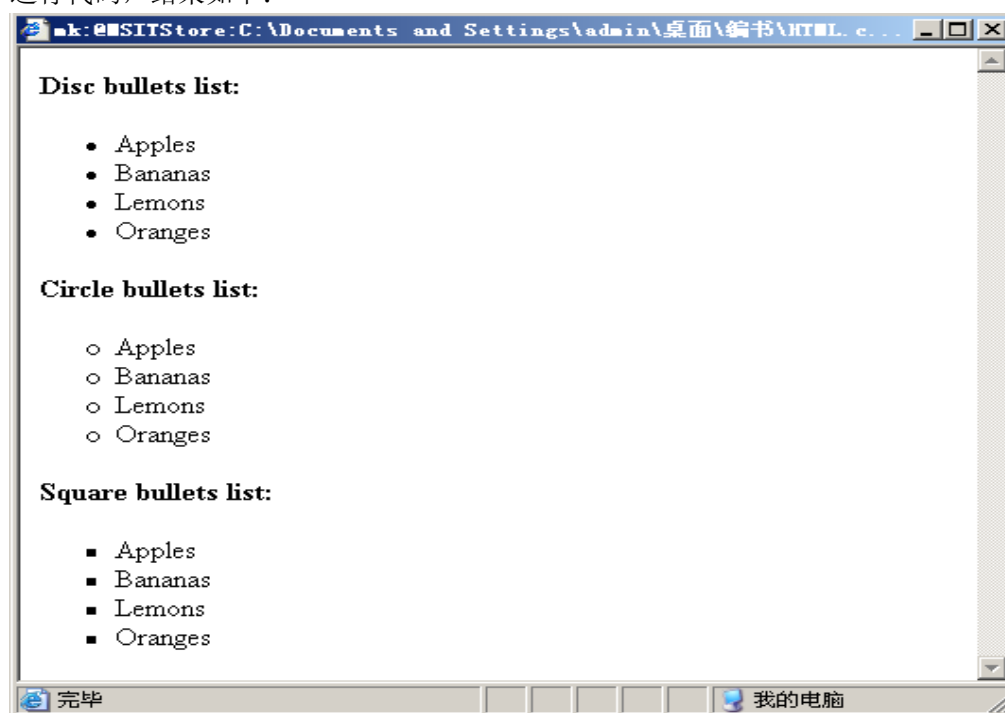 mk:@MSITStore:C:\Documents and Settings\admin\桌面\编书\HTML.c...
Disc bullets list:
Apples
Bananas
Lemons
Oranges
Circle bullets list:
Apples
Bananas
Lemons
Oranges
Square bullets list:
Apples
Bananas
Lemons
Oranges
完毕
我的电脑